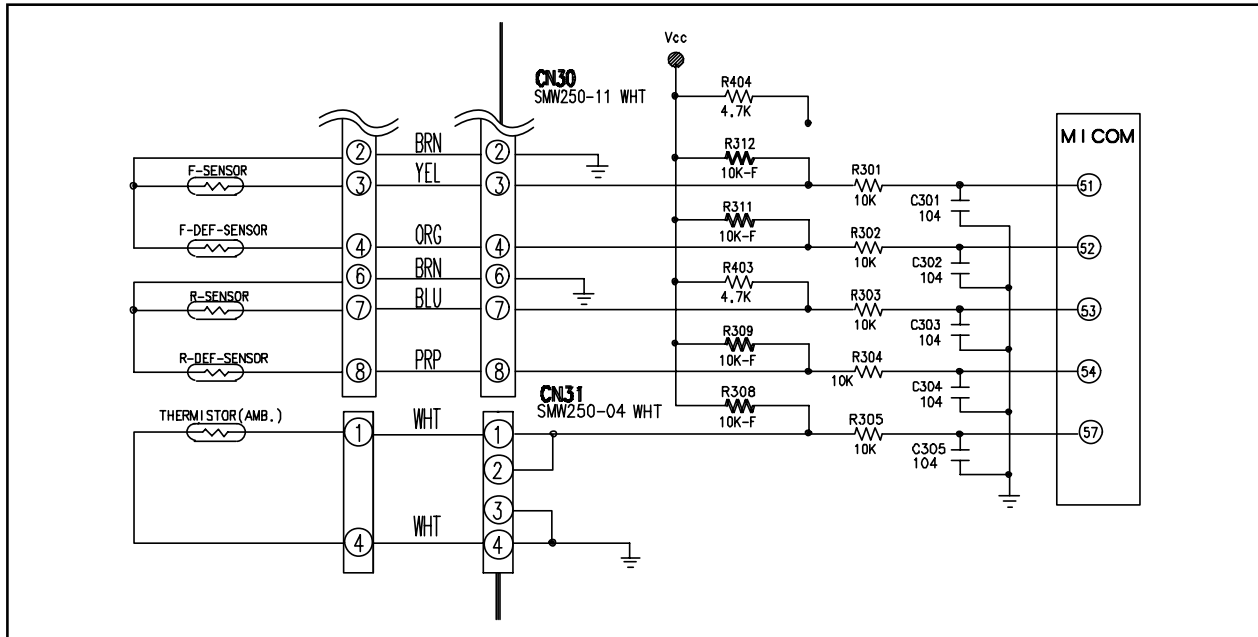 Vcc
CN30
SMW250-11 WHT
R404
4.7K
MICOM
2 BRN 2
R312
10K-F
F-SENSOR
3 YEL 3
R301
10K
C301
104
51
R311
10K-F
F-DEF-SENSOR
4 ORG 4
R302
10K
C302
104
52
6 BRN 6
R403
4.7K
R-SENSOR
7 BLU 7
R303
10K
C303
104
53
R309
10K-F
R-DEF-SENSOR
8 PRP 8
R304
10K
C304
104
54
CN31
SMW250-04 WHT
R308
10K-F
THERMISTOR(AMB.)
1 WHT 1
R305
10K
C305
104
57
2
3
4 WHT 4